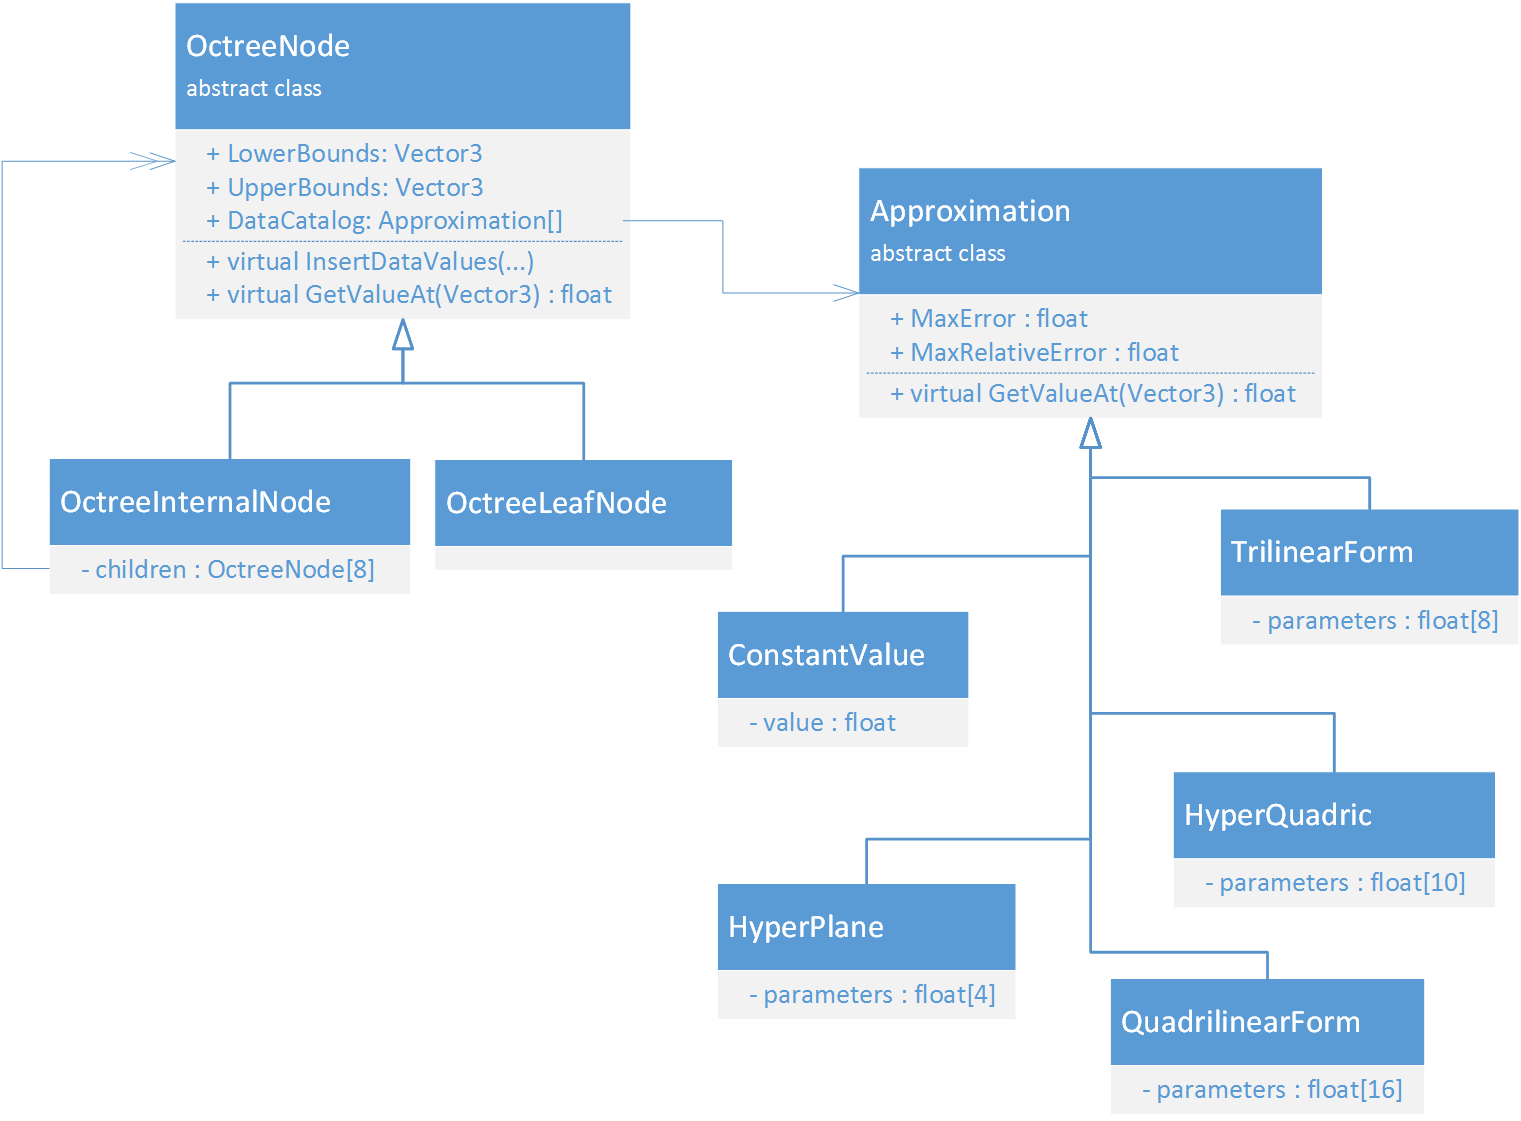 OctreeNode
abstract class
+ LowerBounds: Vector3
+ UpperBounds: Vector3
+ DataCatalog: Approximation[]
+ virtual InsertDataValues(...)
+ virtual GetValueAt(Vector3) : float
Approximation
abstract class
+ MaxError : float
+ MaxRelativeError : float
+ virtual GetValueAt(Vector3) : float
OctreeInternalNode
- children : OctreeNode[8]
OctreeLeafNode
TrilinearForm
- parameters : float[8]
ConstantValue
- value : float
HyperQuadric
- parameters : float[10]
HyperPlane
- parameters : float[4]
QuadrilinearForm
- parameters : float[16]